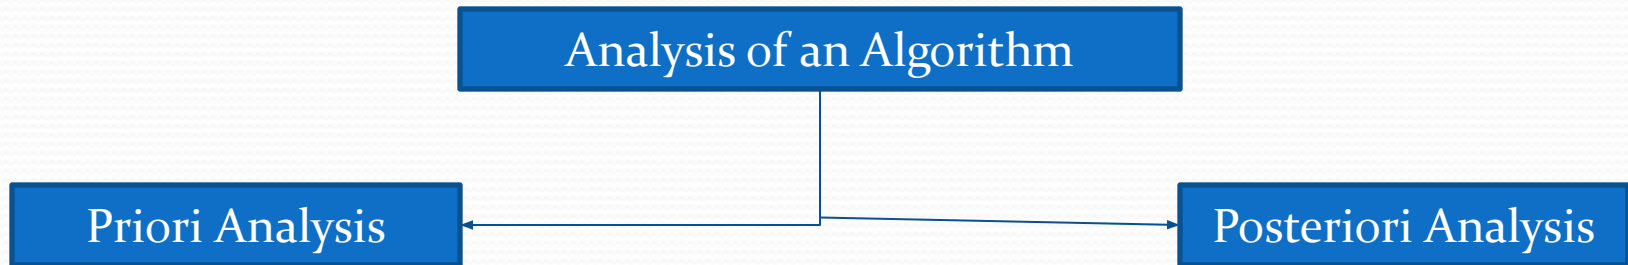 Analysis of an Algorithm
Priori Analysis
Posteriori Analysis